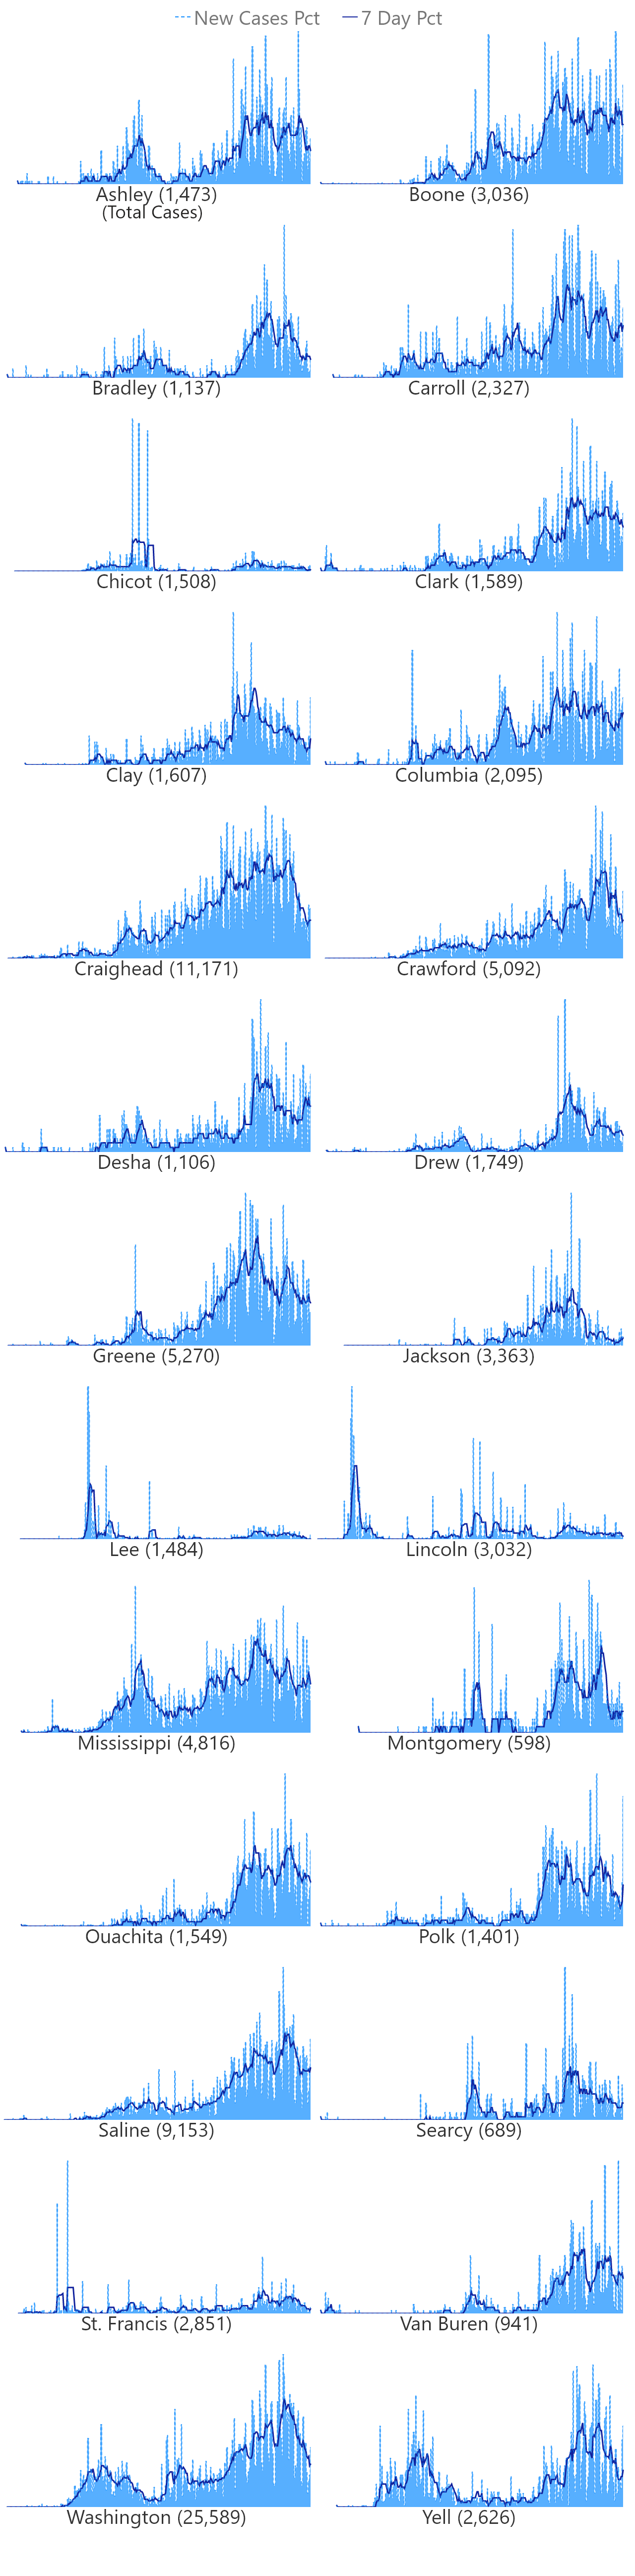 New Cases Pct 7 Day Pct
Ashley (1,473) Boone (3,036)
(Total Cases)
Bradley (1,137) Carroll (2,327)
Chicot (1,508) Clark (1,589)
Clay (1,607) Columbia (2,095)
Craighead (11,171) Crawford (5,092)
Desha (1,106) Drew (1,749)
Greene (5,270) Jackson (3,363)
Lee (1,484) Lincoln (3,032)
Mississippi (4,816) Montgomery (598)
Ouachita (1,549) Polk (1,401)
Saline (9,153) Searcy (689)
St. Francis (2,851) Van Buren (941)
Washington (25,589) Yell (2,626)